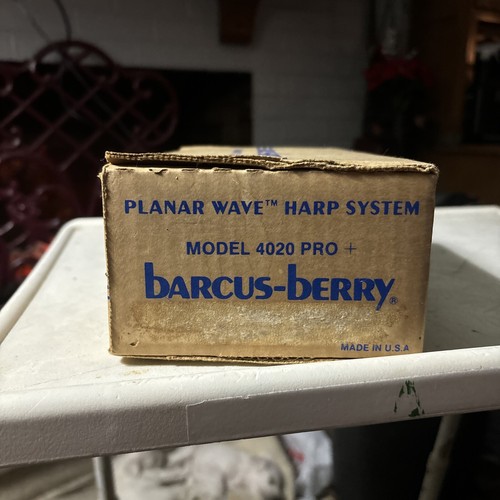 PLANAR WAVE™ HARP SYSTEM
MODEL 4020 PRO +
barcus-berry®
MADE IN U.S.A